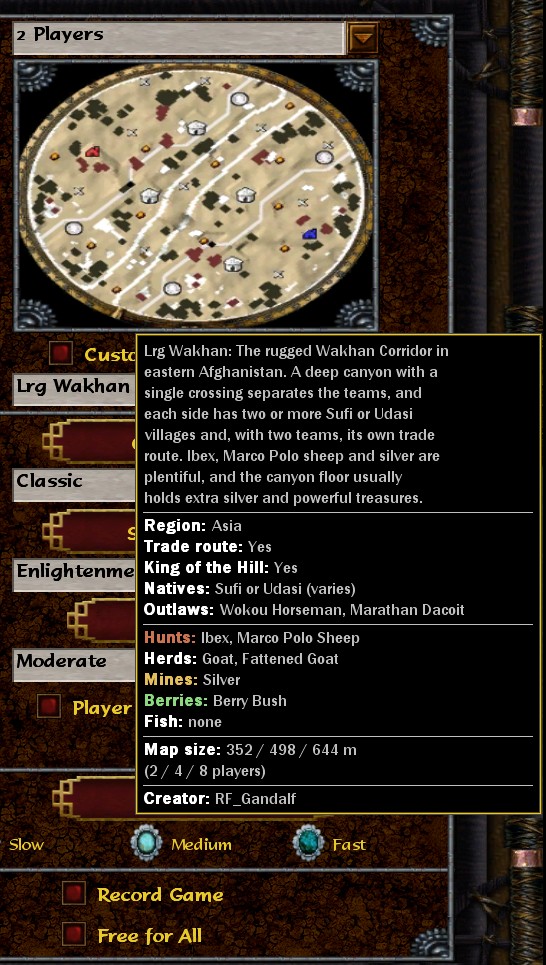 2 Players
Lrg Wakhan: The rugged Wakhan Corridor in
eastern Afghanistan. A deep canyon with a
single crossing separates the teams, and
each side has two or more Sufi or Udasi
villages and, with two teams, its own trade
route. Ibex, Marco Polo sheep and silver are
plentiful, and the canyon floor usually
holds extra silver and powerful treasures.
Region: Asia
Trade route: Yes
King of the Hill: Yes
Natives: Sufi or Udasi (varies)
Outlaws: Wokou Horseman, Marathan Dacoit
Hunts: Ibex, Marco Polo Sheep
Herds: Goat, Fattened Goat
Mines: Silver
Berries: Berry Bush
Fish: none
Map size: 352 / 498 / 644 m
(2 / 4 / 8 players)
Creator: RF_Gandalf
Custo
Lrg Wakhan
Classic
Enlightenme
Moderate
Player
Slow
Medium
Fast
Record Game
Free for All